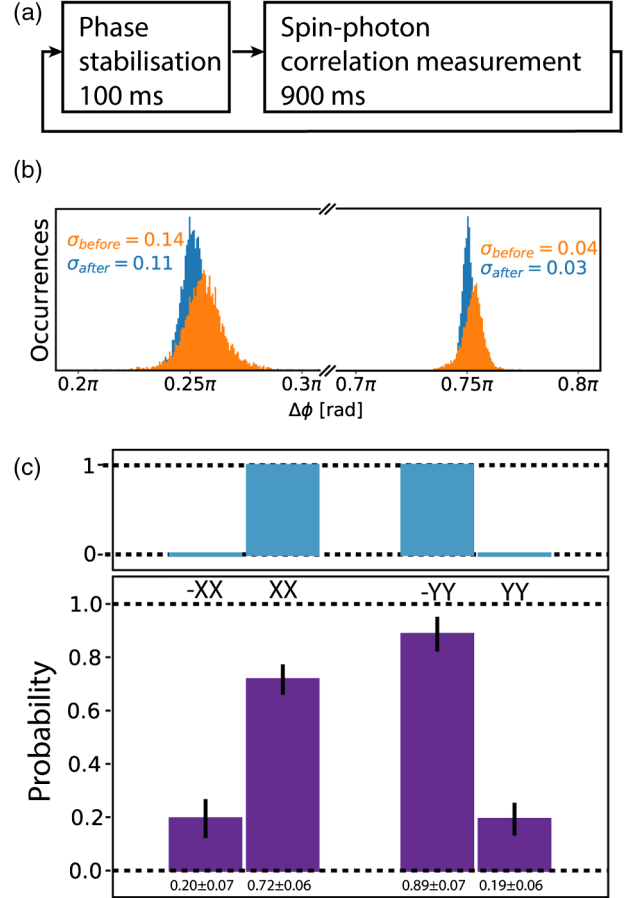 (a)
Phase
stabilisation
100 ms
Spin-photon
correlation measurement
900 ms
(b)
Occurrences
σbefore = 0.14
σafter = 0.11
σbefore = 0.04
σafter = 0.03
0.2π 0.25π 0.3π 0.7π 0.75π 0.8π
Δϕ [rad]
(c)
1
0
-XX XX -YY YY
Probability
1.0
0.8
0.6
0.4
0.2
0.0
0.20±0.07 0.72±0.06 0.89±0.07 0.19±0.06